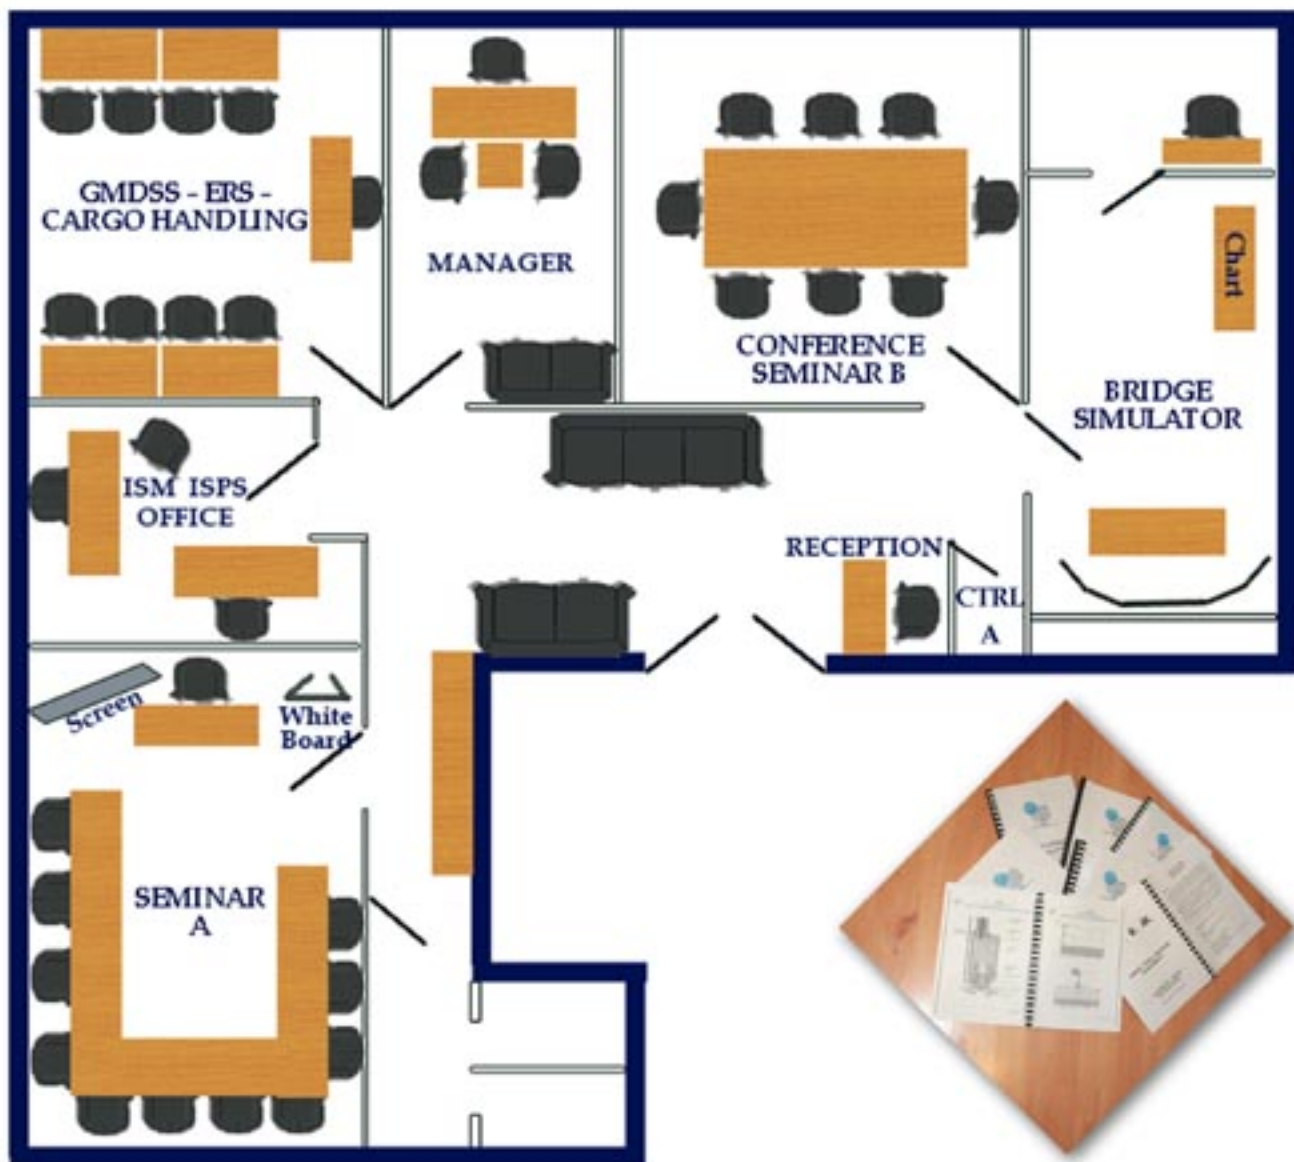 GMDSS - ERS -
CARGO HANDLING
MANAGER
CONFERENCE
SEMINAR B
Chart
BRIDGE
SIMULATOR
ISM ISPS
OFFICE
RECEPTION
CTRL
A
Screen
White
Board
SEMINAR
A